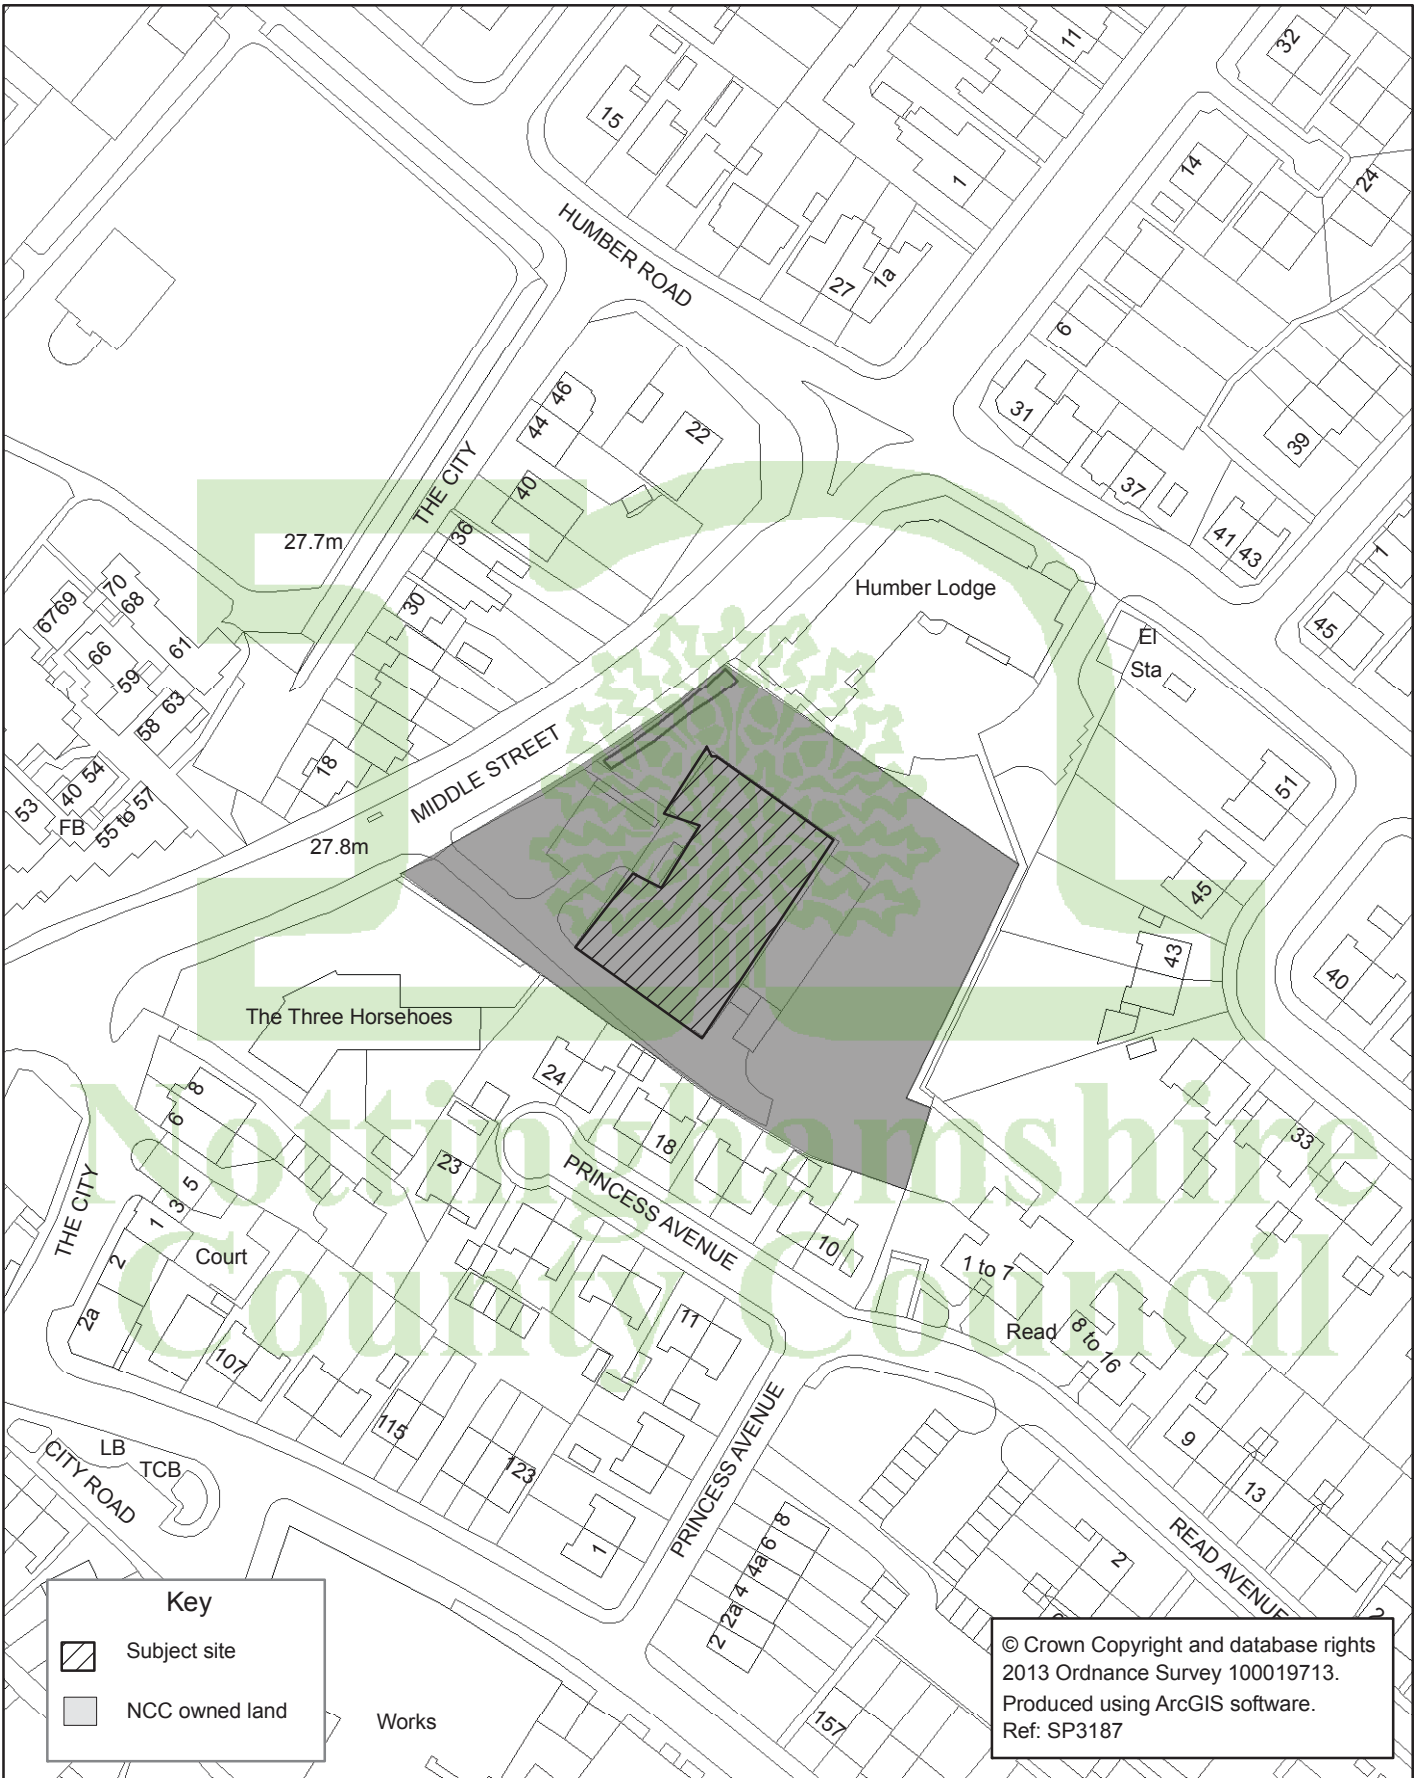 11
32
15
1
14
24
HUMBER ROAD
27
1a
6
31
39
46
44
22
37
THE CITY
40
41
43
1
27.7m
36
Humber Lodge
70
69
67
68
30
El
Sta
45
66
61
59
63
58
MIDDLE STREET
18
54
40
53
FB
55 to 57
51
27.8m
45
43
40
The Three Horsehoes
24
8
6
Nottinghamshire
County Council
18
33
23
PRINCESS AVENUE
5
3
1
THE CITY
2
Court
10
1 to 7
2a
11
Read
8 to 16
107
115
PRINCESS AVENUE
LB
TCB
CITY ROAD
123
9
13
1
READ AVENUE
8
6
4a
4
2a
2
2
Key
Subject site
NCC owned land
Works
157
© Crown Copyright and database rights
2013 Ordnance Survey 100019713.
Produced using ArcGIS software.
Ref: SP3187